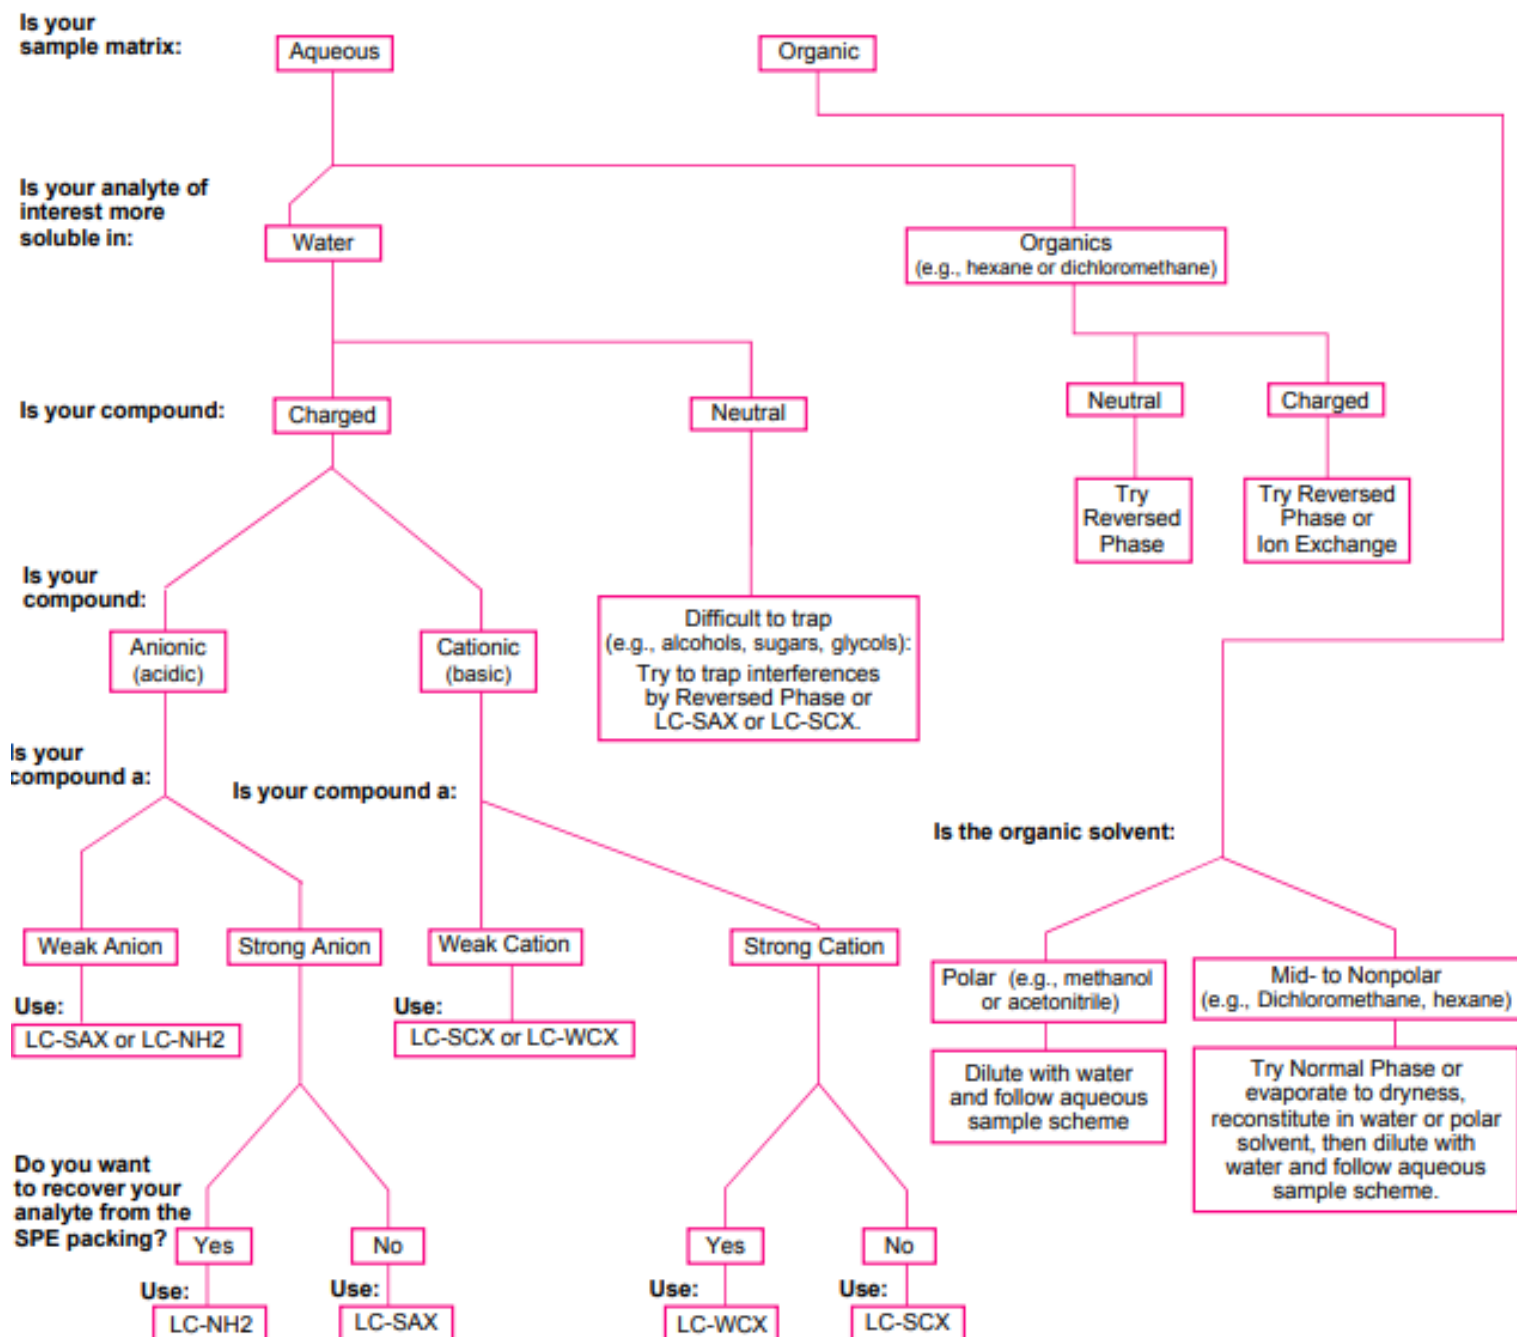 Is your
sample matrix:
Aqueous
Organic
Is your analyte of
interest more
soluble in:
Water
Organics
(e.g., hexane or dichloromethane)
Is your compound:
Charged
Neutral
Neutral
Charged
Try
Reversed
Phase
Try Reversed
Phase or
Ion Exchange
Is your
compound:
Anionic
(acidic)
Cationic
(basic)
Difficult to trap
(e.g., alcohols, sugars, glycols):
Try to trap interferences
by Reversed Phase or
LC-SAX or LC-SCX.
Is your
compound a:
Is your compound a:
Is the organic solvent:
Weak Anion
Strong Anion
Weak Cation
Strong Cation
Polar (e.g., methanol
or acetonitrile)
Mid- to Nonpolar
(e.g., Dichloromethane, hexane)
Use:
LC-SAX or LC-NH2
Use:
LC-SCX or LC-WCX
Dilute with water
and follow aqueous
sample scheme
Try Normal Phase or
evaporate to dryness,
reconstitute in water or polar
solvent, then dilute with
water and follow aqueous
sample scheme.
Do you want
to recover your
analyte from the
SPE packing?
Yes
No
Yes
No
Use:
LC-NH2
Use:
LC-SAX
Use:
LC-WCX
Use:
LC-SCX